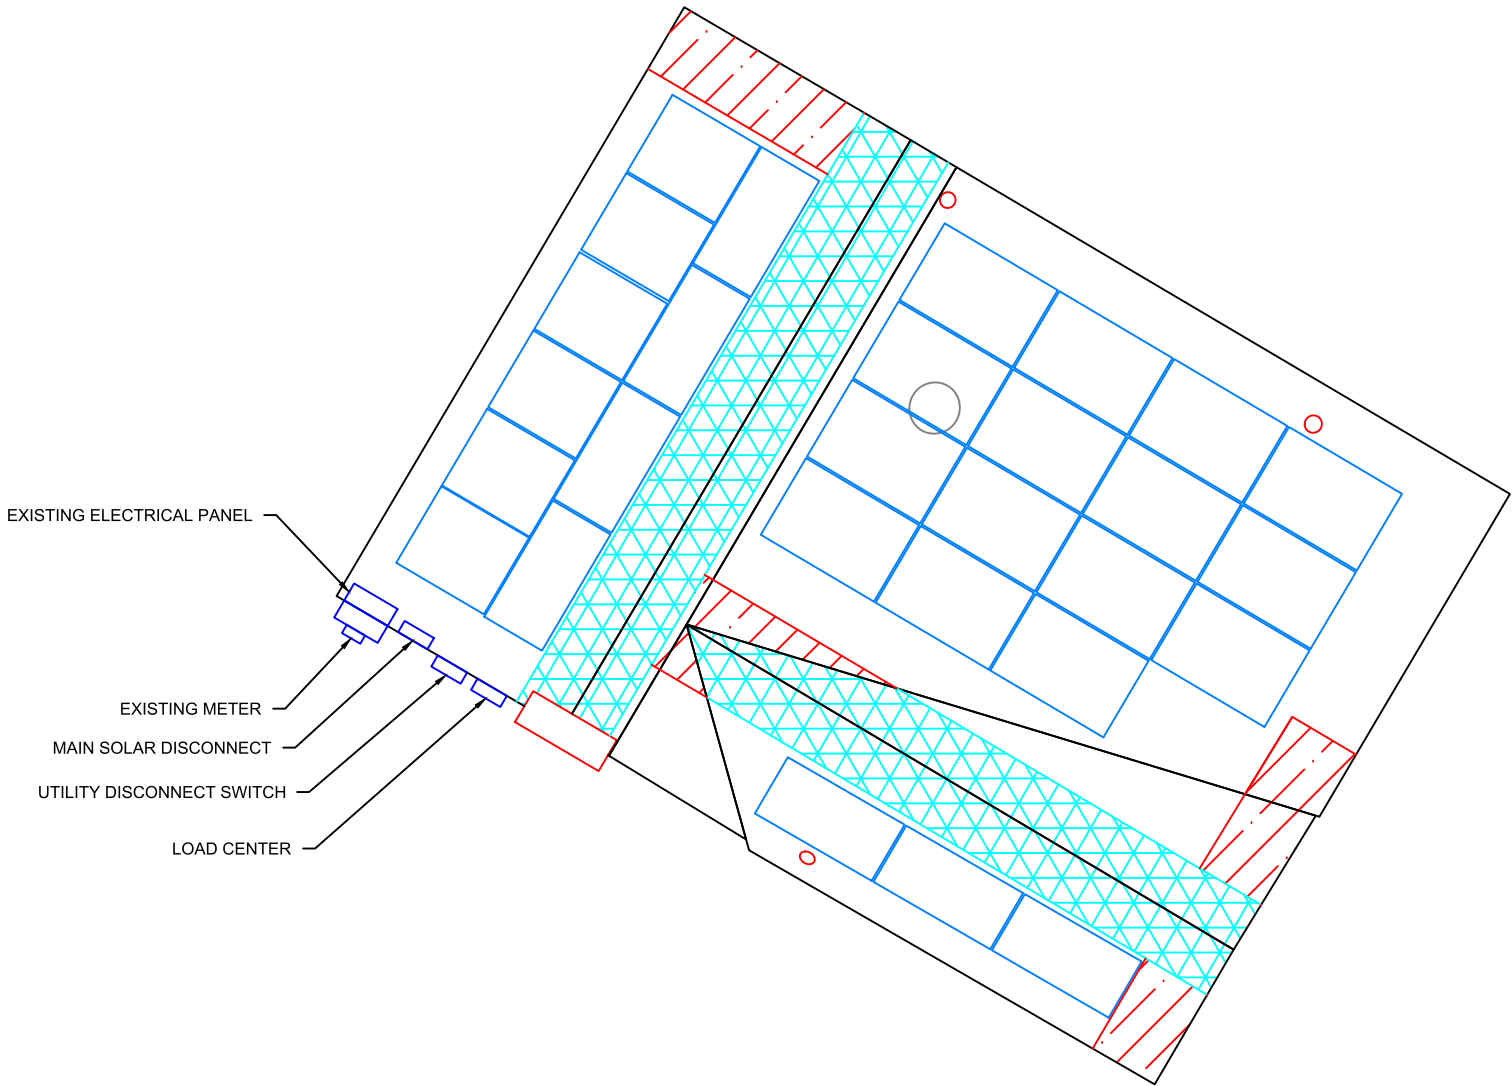 EXISTING ELECTRICAL PANEL
EXISTING METER
MAIN SOLAR DISCONNECT
UTILITY DISCONNECT SWITCH
LOAD CENTER